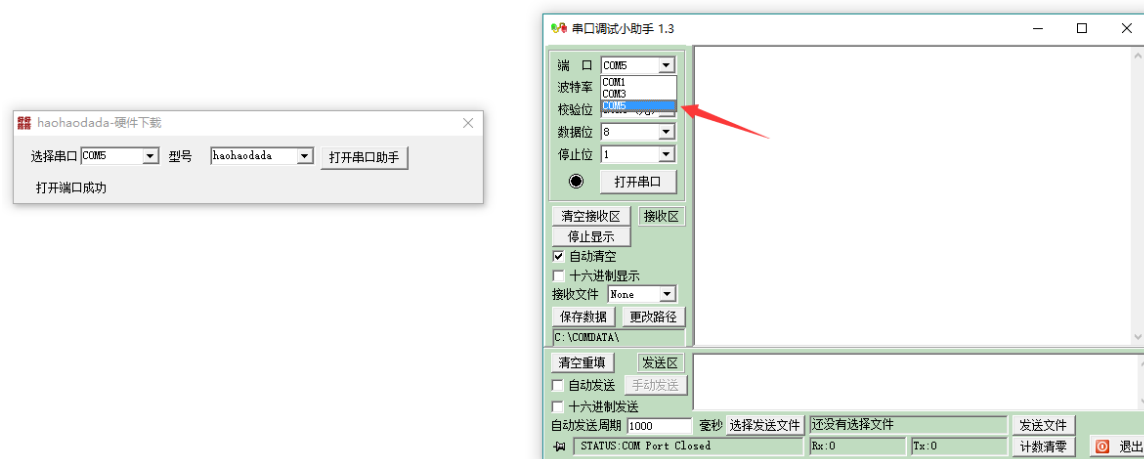 haohaodada-硬件下载
选择串口 COM5 型号 haohaodada 打开串口助手
打开端口成功
串口调试小助手 1.3
端 口 COM5
波特率 COM1
COM3
校验位 COM5
数据位 8
停止位 1
打开串口
清空接收区 接收区
停止显示
自动清空
十六进制显示
接收文件 None
保存数据 更改路径
C:\COMDATA\
清空重填 发送区
自动发送 手动发送
十六进制发送
自动发送周期 1000 毫秒 选择发送文件 还没有选择文件 发送文件
STATUS:COM Port Closed Rx:0 Tx:0 计数清零 退出